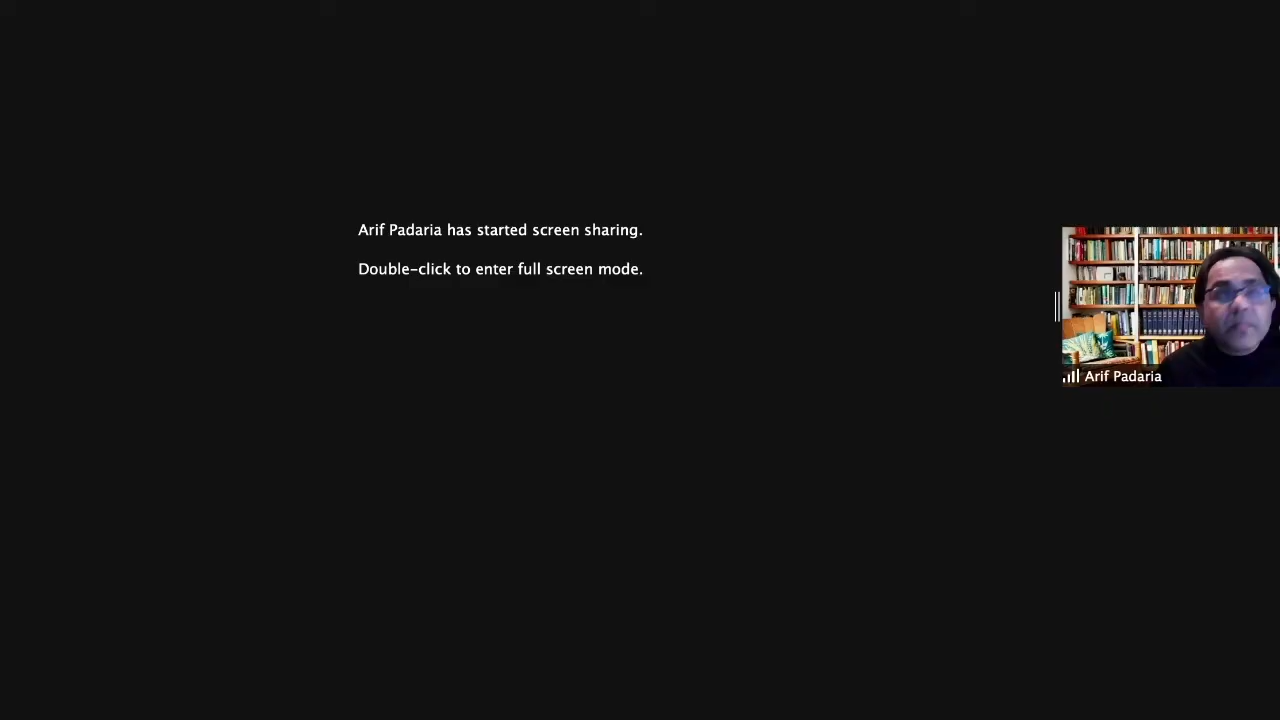 Arif Padaria has started screen sharing.
Double-click to enter full screen mode.
Arif Padaria